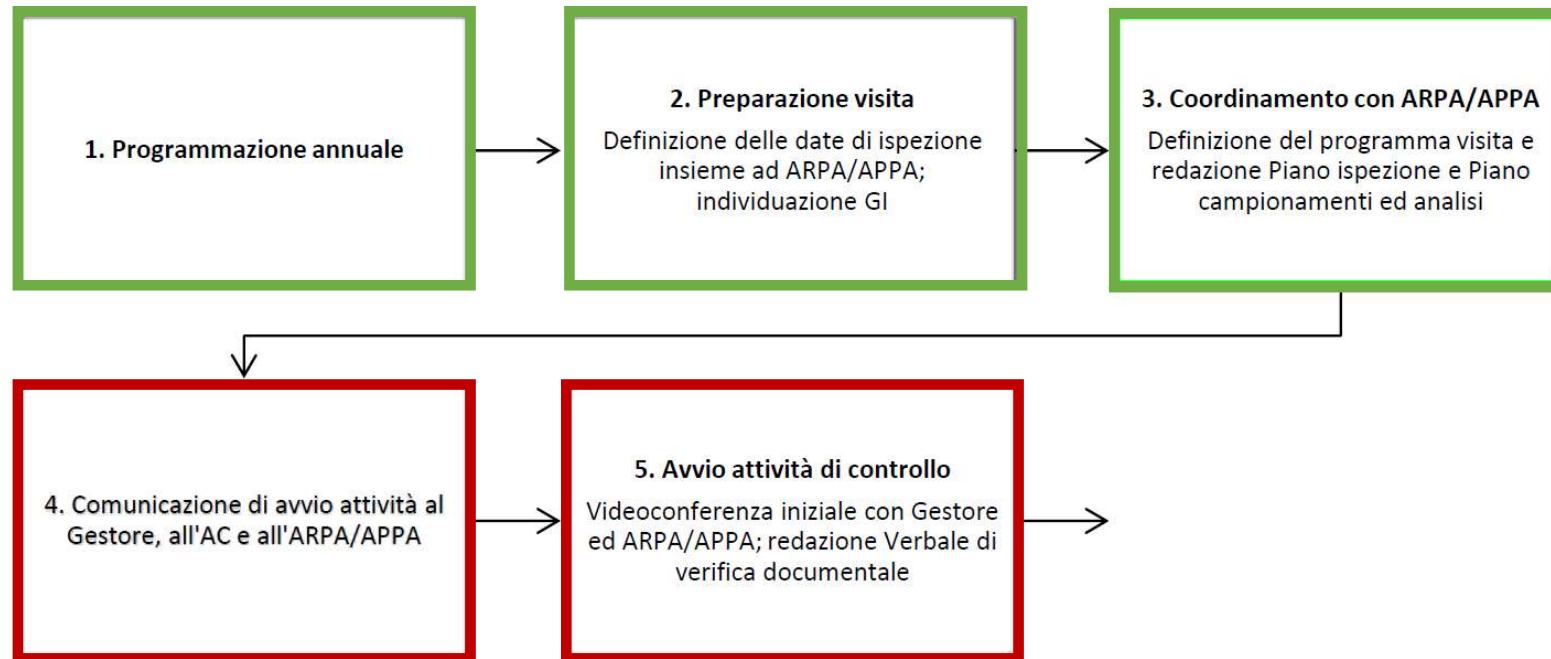 1. Programmazione annuale
2. Preparazione visita
Definizione delle date di ispezione
insieme ad ARPA/APPA;
individuazione GI
3. Coordinamento con ARPA/APPA
Definizione del programma visita e
redazione Piano ispezione e Piano
campionamenti ed analisi
4. Comunicazione di avvio attività al
Gestore, all'AC e all'ARPA/APPA
5. Avvio attività di controllo
Videoconferenza iniziale con Gestore
ed ARPA/APPA; redazione Verbale di
verifica documentale